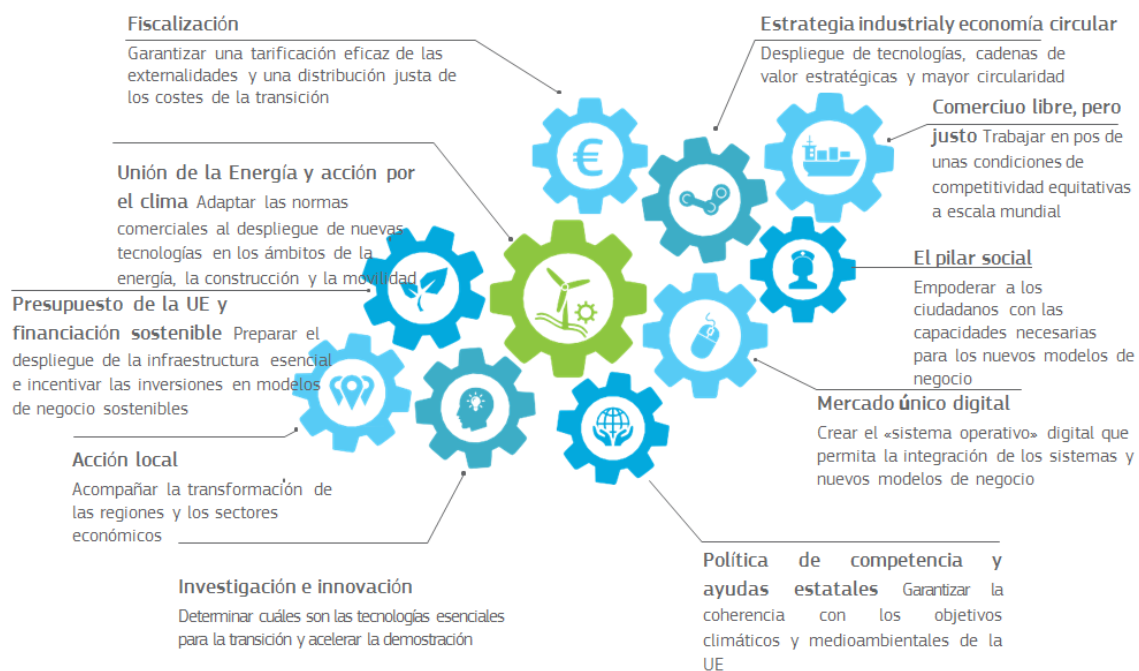 Fiscalización
Garantizar una tarificación eficaz de las
externalidades y una distribución justa de
los costes de la transición
Estrategia industrialy economía circular
Despliegue de tecnologías, cadenas de
valor estratégicas y mayor circularidad
Comerciuo libre, pero
justo Trabajar en pos de
unas condiciones de
competitividad equitativas
a escala mundial
Unión de la Energía y acción por
el clima Adaptar las normas
comerciales al despliegue de nuevas
tecnologías en los ámbitos de la
energía, la construcción y la movilidad
El pilar social
Empoderar a los
ciudadanos con las
capacidades necesarias
para los nuevos modelos de
negocio
Presupuesto de la UE y
financiación sostenible Preparar el
despliegue de la infraestructura esencial
e incentivar las inversiones en modelos
de negocio sostenibles
€
Mercado único digital
Crear el «sistema operativo» digital que
permita la integración de los sistemas y
nuevos modelos de negocio
Acción local
Acompañar la transformación de
las regiones y los sectores
económicos
Investigación e innovación
Determinar cuáles son las tecnologías esenciales
para la transición y acelerar la demostración
Política de competencia y
ayudas estatales Garantizar la
coherencia con los objetivos
climáticos y medioambientales de la
UE